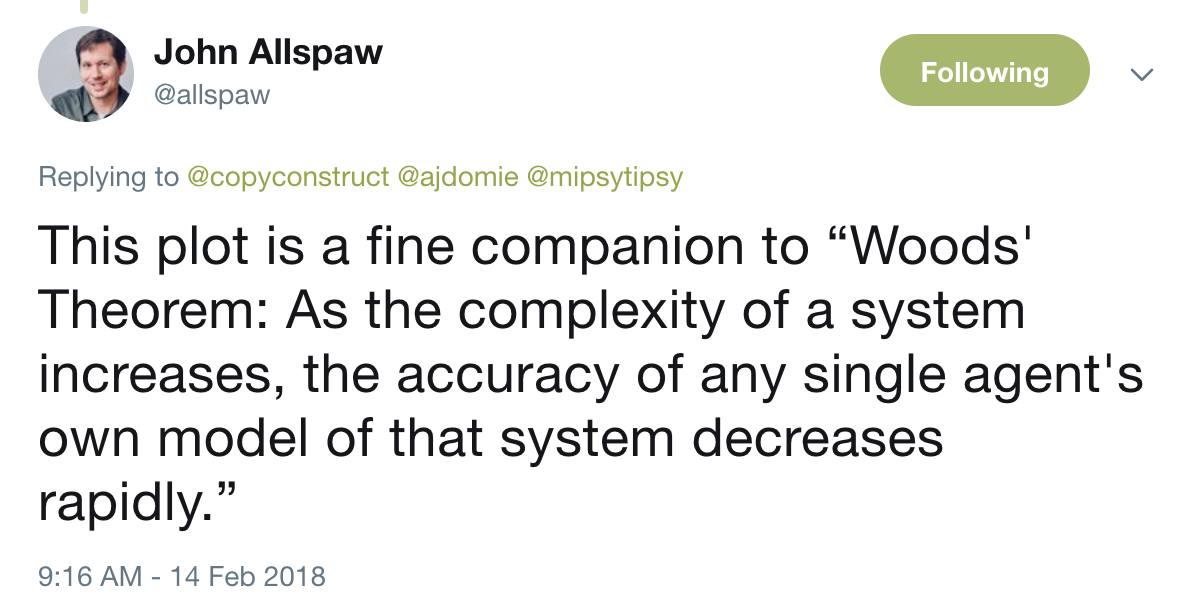 John Allspaw
@allspaw
Following
Replying to @copyconstruct @ajdomie @mipsytipsy
This plot is a fine companion to “Woods'
Theorem: As the complexity of a system
increases, the accuracy of any single agent's
own model of that system decreases
rapidly.”
9:16 AM - 14 Feb 2018